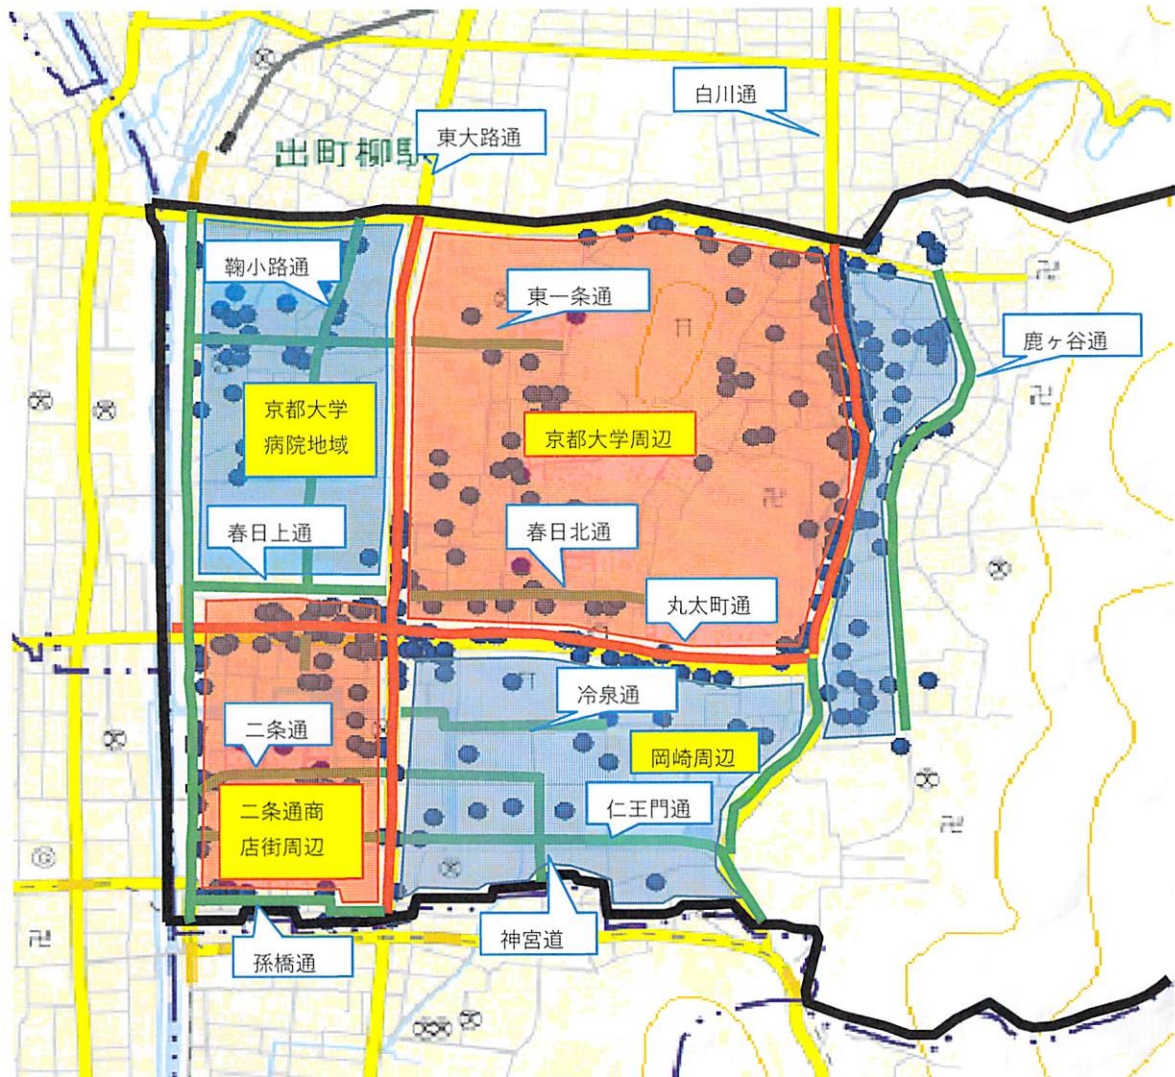 白川通
東大路通
出町柳駅
鞠小路通
東一条通
鹿ヶ谷通
京都大学
病院地域
京都大学周辺
春日上通
春日北通
丸太町通
冷泉通
二条通
岡崎周辺
仁王門通
二条通商
店街周辺
神宮道
孫橋通